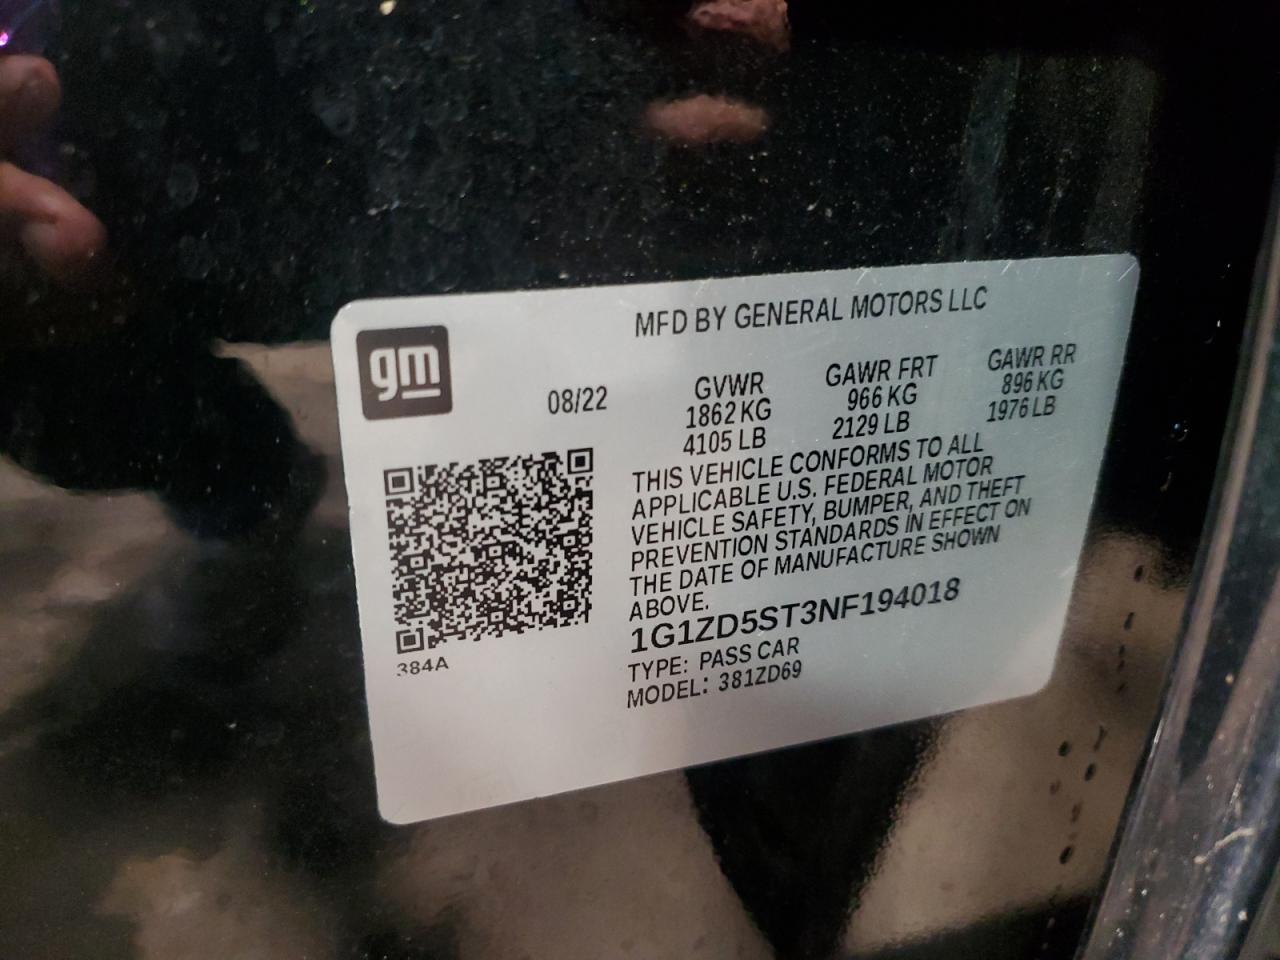 MFD BY GENERAL MOTORS LLC
gm
08/22
GVWR GAWR FRT GAWR RR
1862 KG 966 KG 896 KG
4105 LB 2129 LB 1976 LB
THIS VEHICLE CONFORMS TO ALL
APPLICABLE U.S. FEDERAL MOTOR
VEHICLE SAFETY, BUMPER, AND THEFT
PREVENTION STANDARDS IN EFFECT ON
THE DATE OF MANUFACTURE SHOWN
ABOVE.
1G1ZD5ST3NF194018
TYPE: PASS CAR
MODEL: 381ZD69
384A